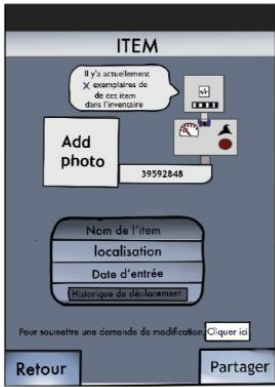 ITEM
Il y'a actuellement
X exemplaires de
de cet item
dans l'inventaire
Add
photo
39592848
Nom de l'item
localisation
Date d'entrée
Historique de déplacement
Pour soumettre une demande de modification, Cliquer ici
Retour
Partager